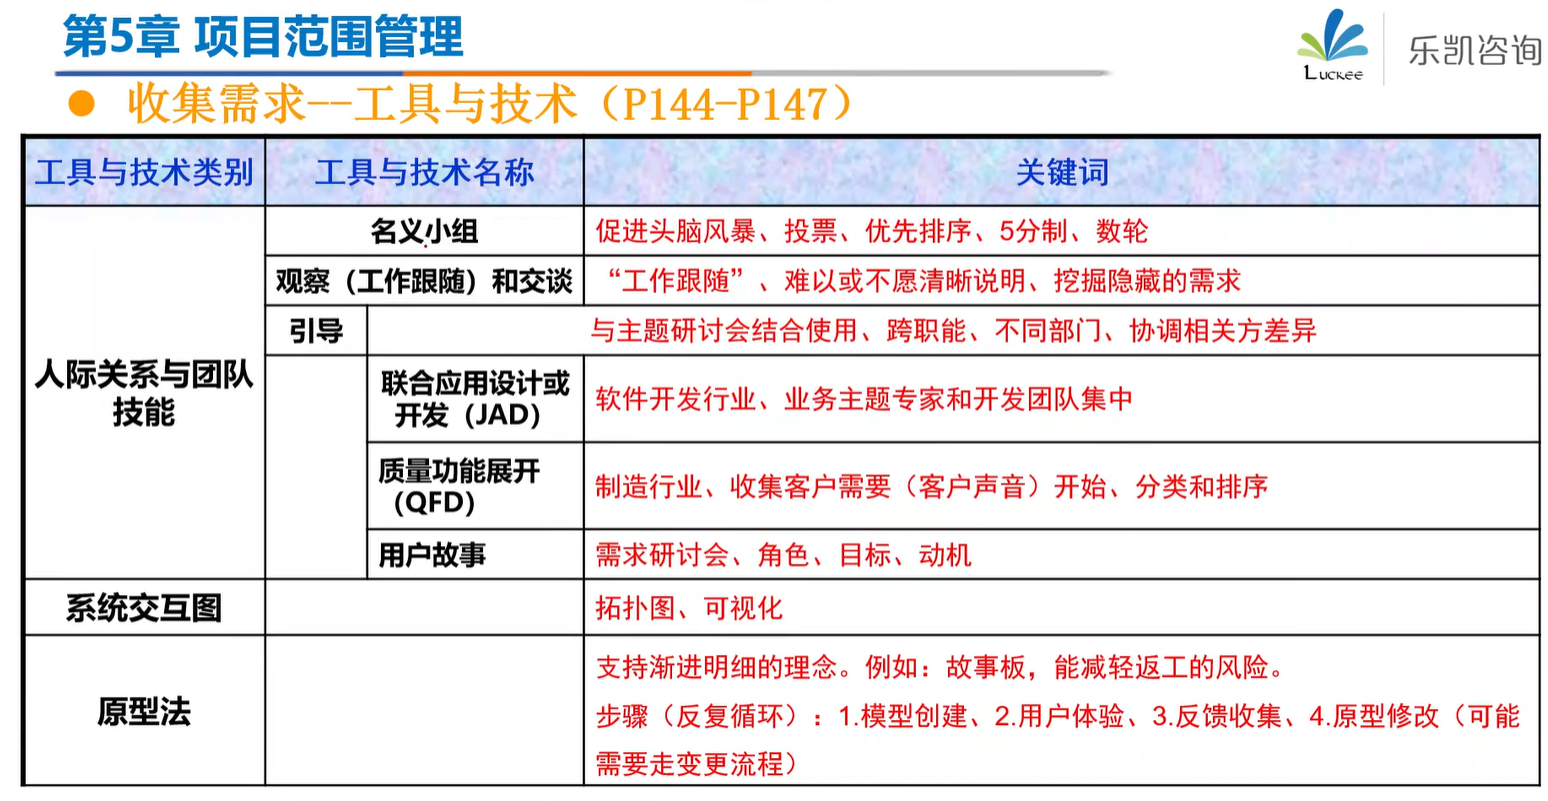 第5章 项目范围管理
LUCKEE
乐凯咨询
● 收集需求--工具与技术（P144-P147）
工具与技术类别
工具与技术名称
关键词
人际关系与团队
技能
名义小组
促进头脑风暴、投票、优先排序、5分制、数轮
观察（工作跟随）和交谈
“工作跟随”、难以或不愿清晰说明、挖掘隐藏的需求
引导
与主题研讨会结合使用、跨职能、不同部门、协调相关方差异
联合应用设计或
开发（JAD）
软件开发行业、业务主题专家和开发团队集中
质量功能展开
（QFD）
制造行业、收集客户需要（客户声音）开始、分类和排序
用户故事
需求研讨会、角色、目标、动机
系统交互图
拓扑图、可视化
原型法
支持渐进明细的理念。例如：故事板，能减轻返工的风险。
步骤（反复循环）：1.模型创建、2.用户体验、3.反馈收集、4.原型修改（可能
需要走变更流程）